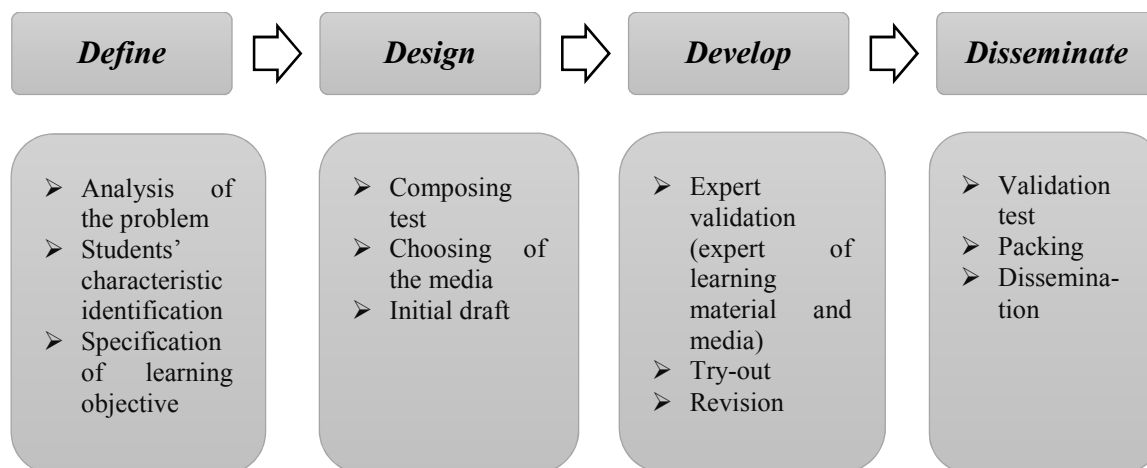 Define
Design
Develop
Disseminate
➢ Analysis of
the problem
➢ Students’
characteristic
identification
➢ Specification
of learning
objective
➢ Composing
test
➢ Choosing of
the media
➢ Initial draft
➢ Expert
validation
(expert of
learning
material and
media)
➢ Try-out
➢ Revision
➢ Validation
test
➢ Packing
➢ Dissemina-
tion